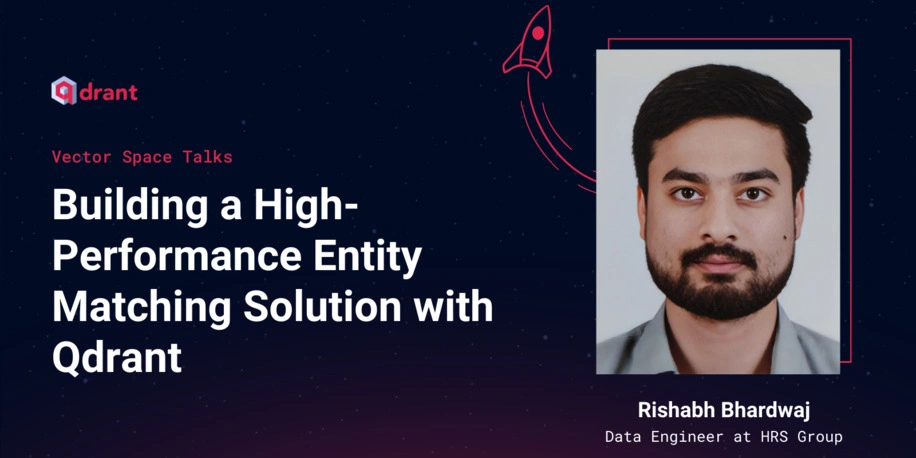 qdrant
Vector Space Talks
Building a High-
Performance Entity
Matching Solution with
Qdrant
Rishabh Bhardwaj
Data Engineer at HRS Group